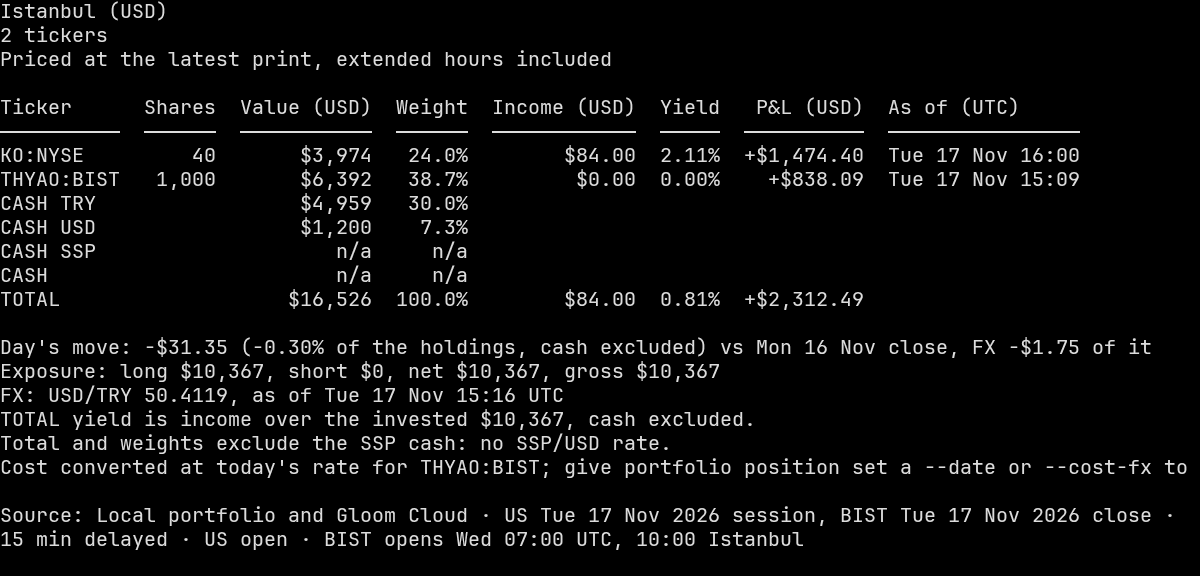 Istanbul (USD)
2 tickers
Priced at the latest print, extended hours included
Ticker Shares Value (USD) Weight Income (USD) Yield P&L (USD) As of (UTC)
KO:NYSE 40 $3,974 24.0% $84.00 2.11% +$1,474.40 Tue 17 Nov 16:00
THYAO:BIST 1,000 $6,392 38.7% $0.00 0.00% +$838.09 Tue 17 Nov 15:09
CASH TRY $4,959 30.0%
CASH USD $1,200 7.3%
CASH SSP n/a n/a
CASH n/a n/a
TOTAL $16,526 100.0% $84.00 0.81% +$2,312.49
Day's move: -$31.35 (-0.30% of the holdings, cash excluded) vs Mon 16 Nov close, FX -$1.75 of it
Exposure: long $10,367, short $0, net $10,367, gross $10,367
FX: USD/TRY 50.4119, as of Tue 17 Nov 15:16 UTC
TOTAL yield is income over the invested $10,367, cash excluded.
Total and weights exclude the SSP cash: no SSP/USD rate.
Cost converted at today's rate for THYAO:BIST; give portfolio position set a --date or --cost-fx to
Source: Local portfolio and Gloom Cloud · US Tue 17 Nov 2026 session, BIST Tue 17 Nov 2026 close ·
15 min delayed · US open · BIST opens Wed 07:00 UTC, 10:00 Istanbul